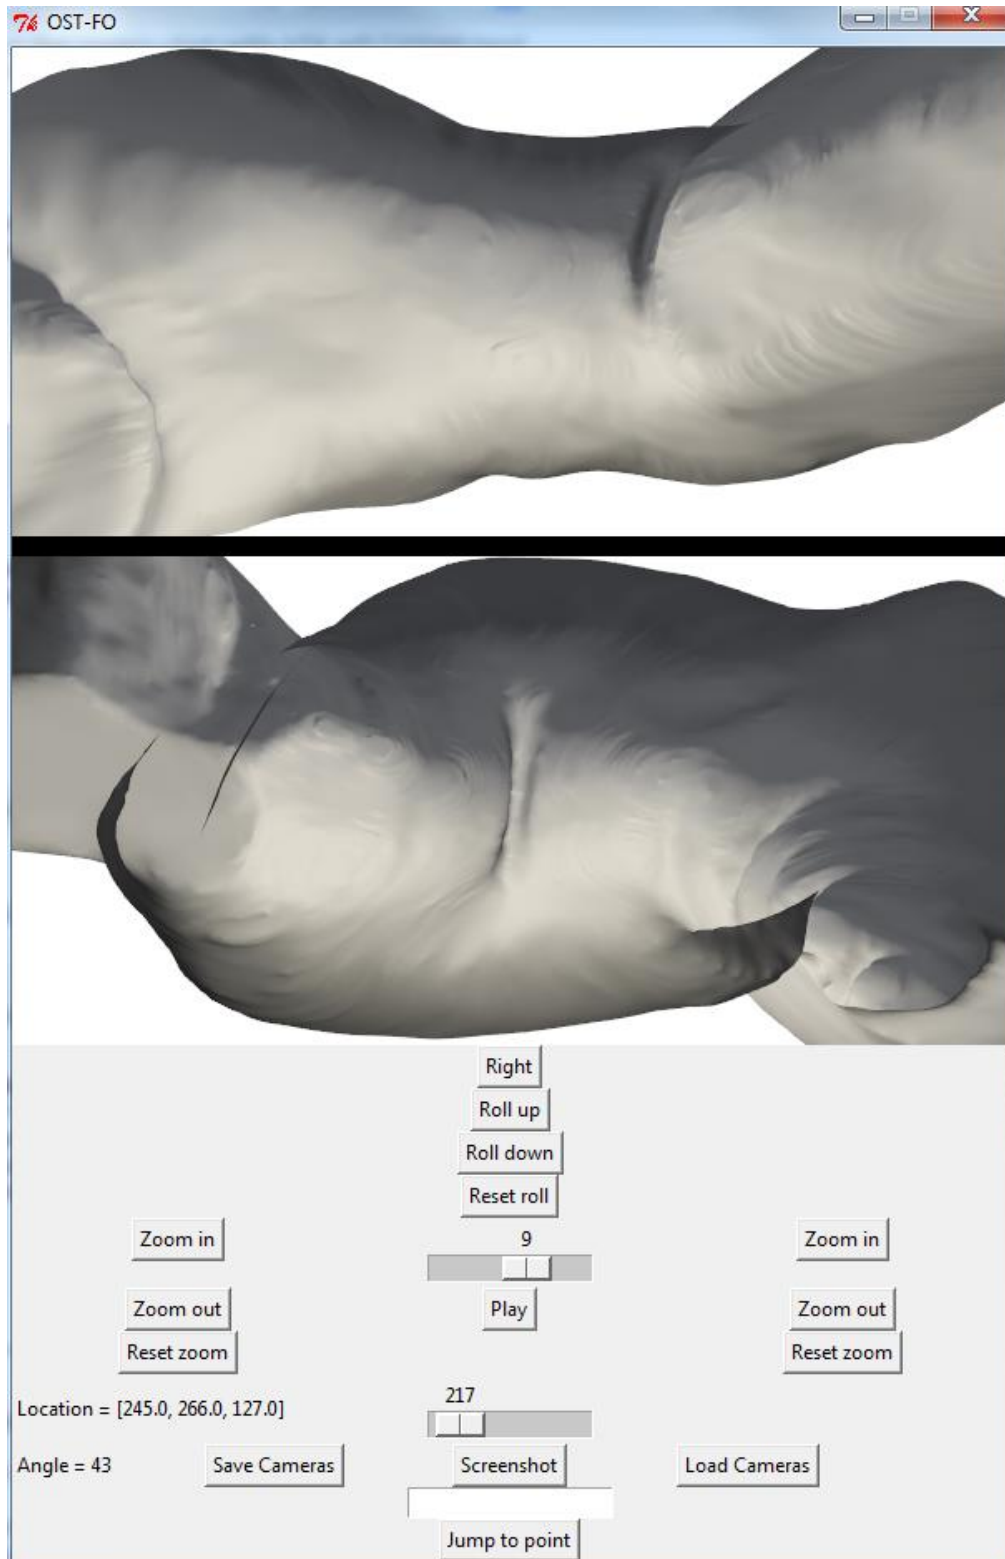 OST-FO
Right
Roll up
Roll down
Reset roll
Zoom in 9 Zoom in
Zoom out Play Zoom out
Reset zoom Reset zoom
Location = [245.0, 266.0, 127.0] 217
Angle = 43 Save Cameras Screenshot Load Cameras
Jump to point